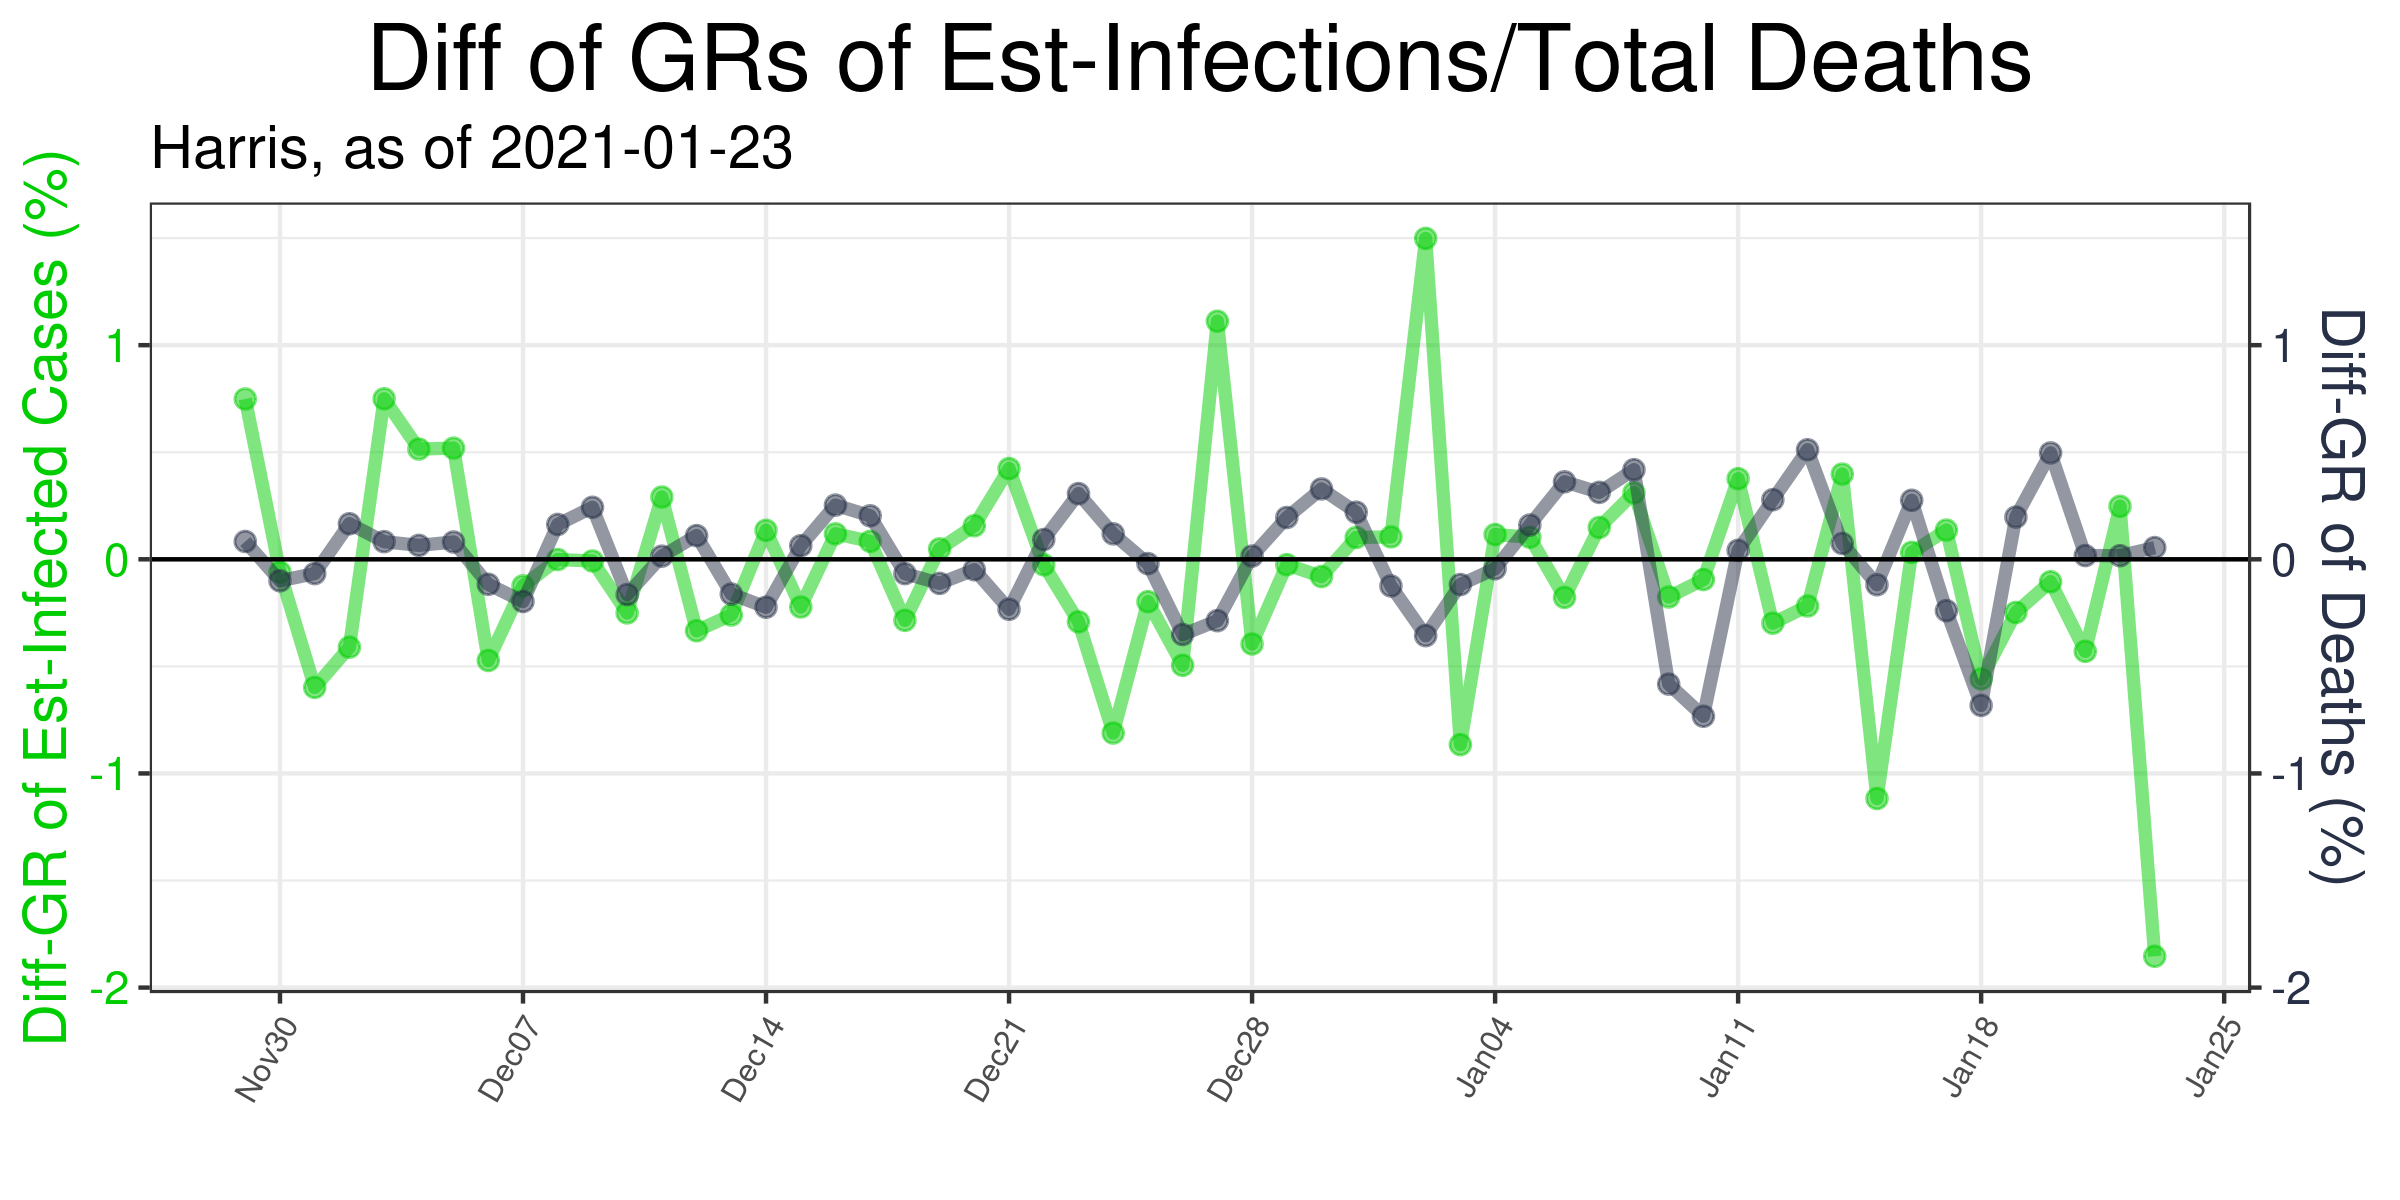 Diff of GRs of Est-Infections/Total Deaths
Harris, as of 2021-01-23
Diff-GR of Est-Infected Cases (%)
1
0
-1
-2
1
0
-1
-2
Diff-GR of Deaths (%)
Nov30
Dec07
Dec14
Dec21
Dec28
Jan04
Jan11
Jan18
Jan25